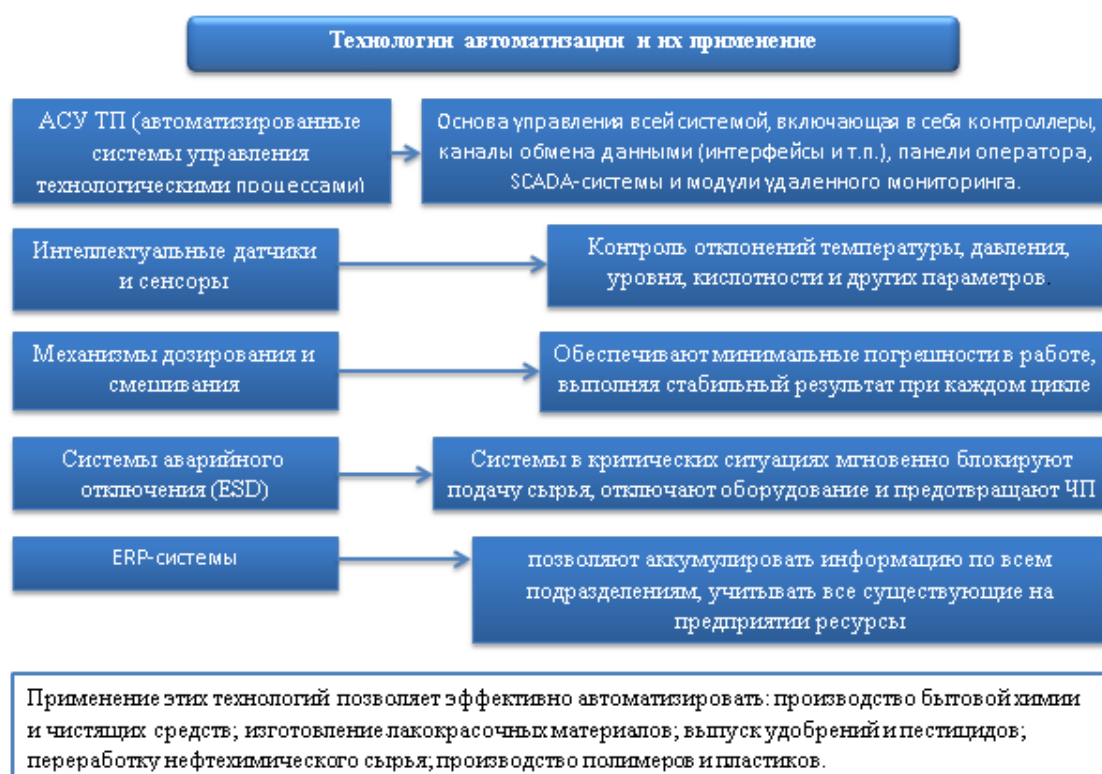 Технологии автоматизации и их применение
АСУ ТП (автоматизированные
системы управления
технологическими процессами)
Основа управления всей системой, включающая в себя контроллеры,
каналы обмена данными (интерфейсы и т.п.), панели оператора,
SCADA-системы и модули удаленного мониторинга.
Интеллектуальные датчики
и сенсоры
Контроль отклонений температуры, давления,
уровня, кислотности и других параметров.
Механизмы дозирования и
смешивания
Обеспечивают минимальные погрешности в работе,
выполняя стабильный результат при каждом цикле
Системы аварийного
отключения (ESD)
Системы в критических ситуациях мгновенно блокируют
подачу сырья, отключают оборудование и предотвращают ЧП
ERP-системы
позволяют аккумулировать информацию по всем
подразделениям, учитывать все существующие на
предприятии ресурсы
Применение этих технологий позволяет эффективно автоматизировать: производство бытовой химии
и чистящих средств; изготовление лакокрасочных материалов; выпуск удобрений и пестицидов;
переработку нефтехимического сырья; производство полимеров и пластиков.